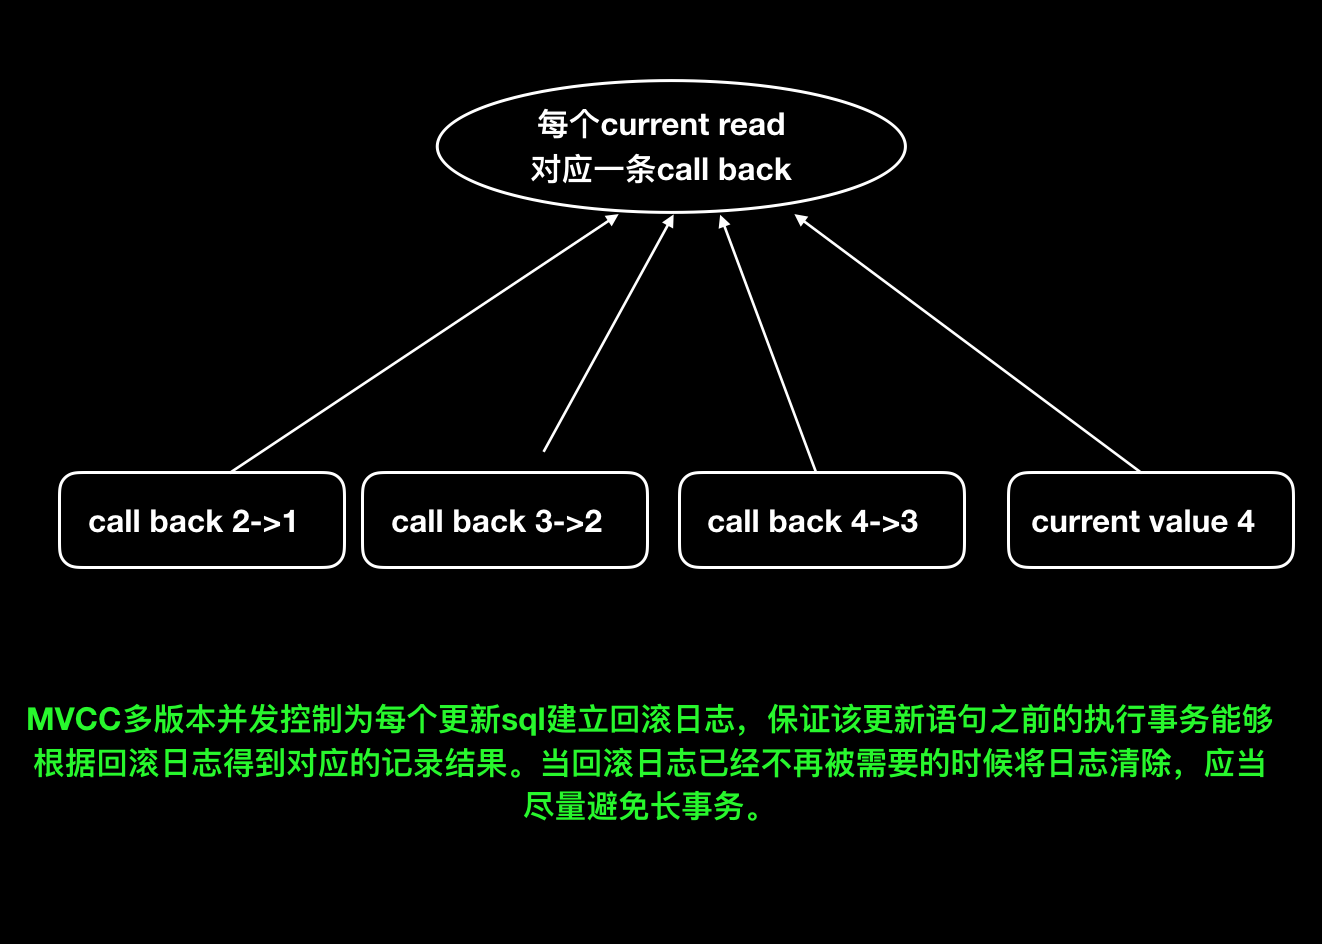 每个current read
对应一条call back
call back 2->1
call back 3->2
call back 4->3
current value 4
MVCC多版本并发控制为每个更新sql建立回滚日志，保证该更新语句之前的执行事务能够
根据回滚日志得到对应的记录结果。当回滚日志已经不再被需要的时候将日志清除，应当
尽量避免长事务。